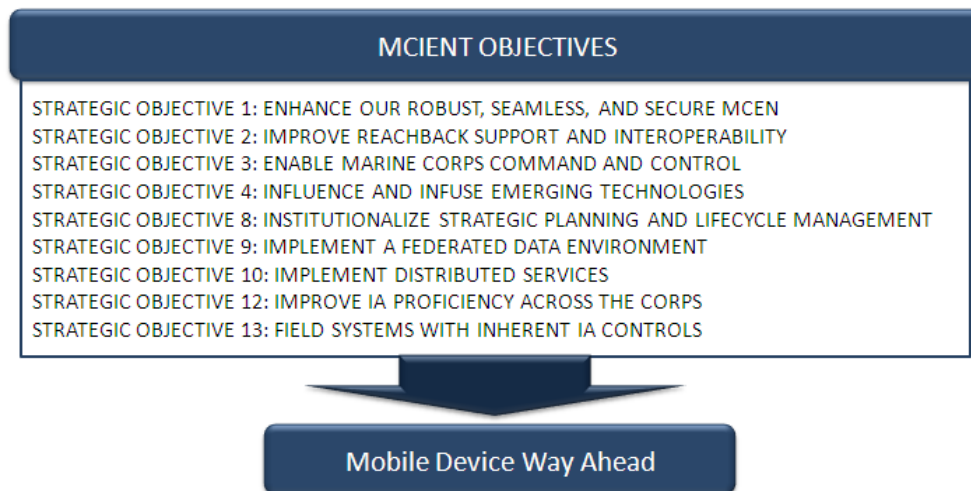 MCIENT OBJECTIVES
STRATEGIC OBJECTIVE 1: ENHANCE OUR ROBUST, SEAMLESS, AND SECURE MCEN
STRATEGIC OBJECTIVE 2: IMPROVE REACHBACK SUPPORT AND INTEROPERABILITY
STRATEGIC OBJECTIVE 3: ENABLE MARINE CORPS COMMAND AND CONTROL
STRATEGIC OBJECTIVE 4: INFLUENCE AND INFUSE EMERGING TECHNOLOGIES
STRATEGIC OBJECTIVE 8: INSTITUTIONALIZE STRATEGIC PLANNING AND LIFECYCLE MANAGEMENT
STRATEGIC OBJECTIVE 9: IMPLEMENT A FEDERATED DATA ENVIRONMENT
STRATEGIC OBJECTIVE 10: IMPLEMENT DISTRIBUTED SERVICES
STRATEGIC OBJECTIVE 12: IMPROVE IA PROFICIENCY ACROSS THE CORPS
STRATEGIC OBJECTIVE 13: FIELD SYSTEMS WITH INHERENT IA CONTROLS
Mobile Device Way Ahead